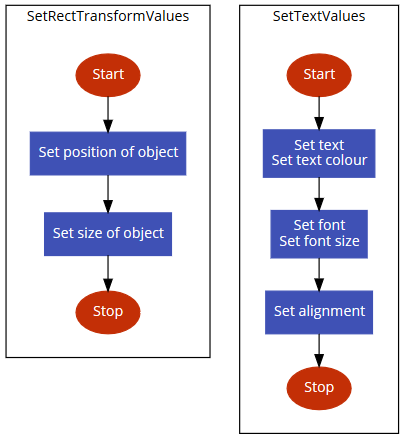 SetRectTransformValues
Start
Set position of object
Set size of object
Stop
SetTextValues
Start
Set text
Set text colour
Set font
Set font size
Set alignment
Stop